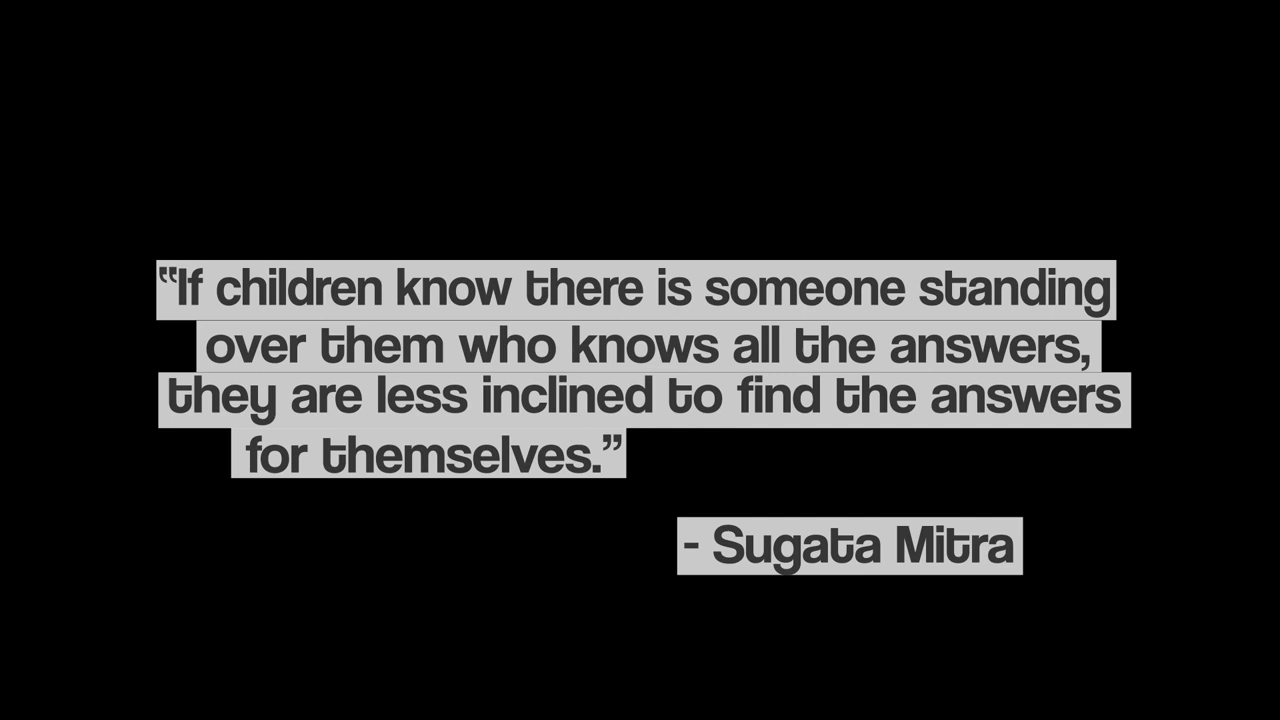 “If children know there is someone standing
over them who knows all the answers,
they are less inclined to find the answers
for themselves.”
- Sugata Mitra